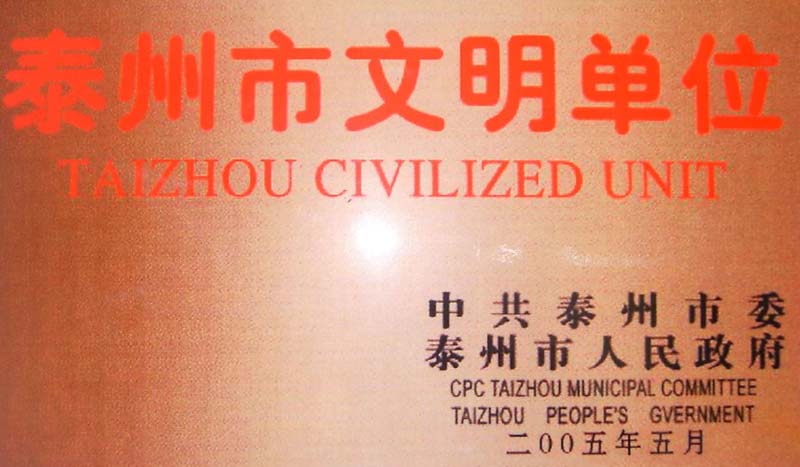 泰州市文明单位
TAIZHOU CIVILIZED UNIT
中共泰州市委
泰州市人民政府
CPC TAIZHOU MUNICIPAL COMMITTEE
TAIZHOU PEOPLE'S GVERNMENT
二00五年五月